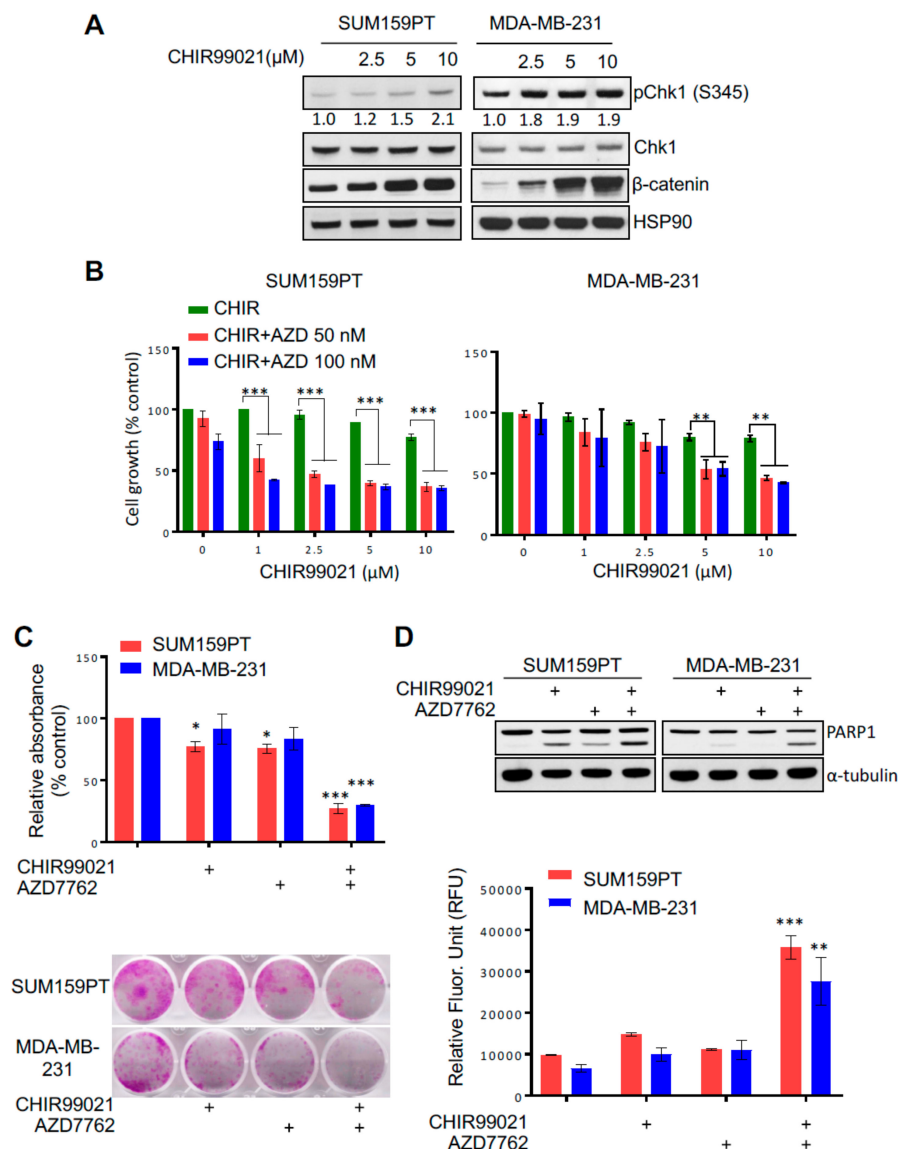 A
SUM159PT MDA-MB-231
CHIR99021(µM) 2.5 5 10 2.5 5 10
pChk1 (S345)
1.0 1.2 1.5 2.1 1.0 1.8 1.9 1.9
Chk1
β-catenin
HSP90
B
SUM159PT MDA-MB-231
CHIR
CHIR+AZD 50 nM
CHIR+AZD 100 nM
150 150
*** *** *** *** ** **
100 100
50 50
0 0
Cell growth (% control)
0 1 2.5 5 10 0 1 2.5 5 10
CHIR99021 (µM) CHIR99021 (µM)
C
SUM159PT
MDA-MB-231
150
100
50
0
Relative absorbance
(% control)
* * *** ***
CHIR99021 + +
AZD7762 + +
SUM159PT
MDA-MB-
231
CHIR99021 + +
AZD7762 + +
D
SUM159PT MDA-MB-231
CHIR99021 + + + +
AZD7762 + + + +
PARP1
α-tubulin
SUM159PT
MDA-MB-231
50000
40000
30000
20000
10000
0
Relative Fluor. Unit (RFU)
*** **
CHIR99021 + +
AZD7762 + +